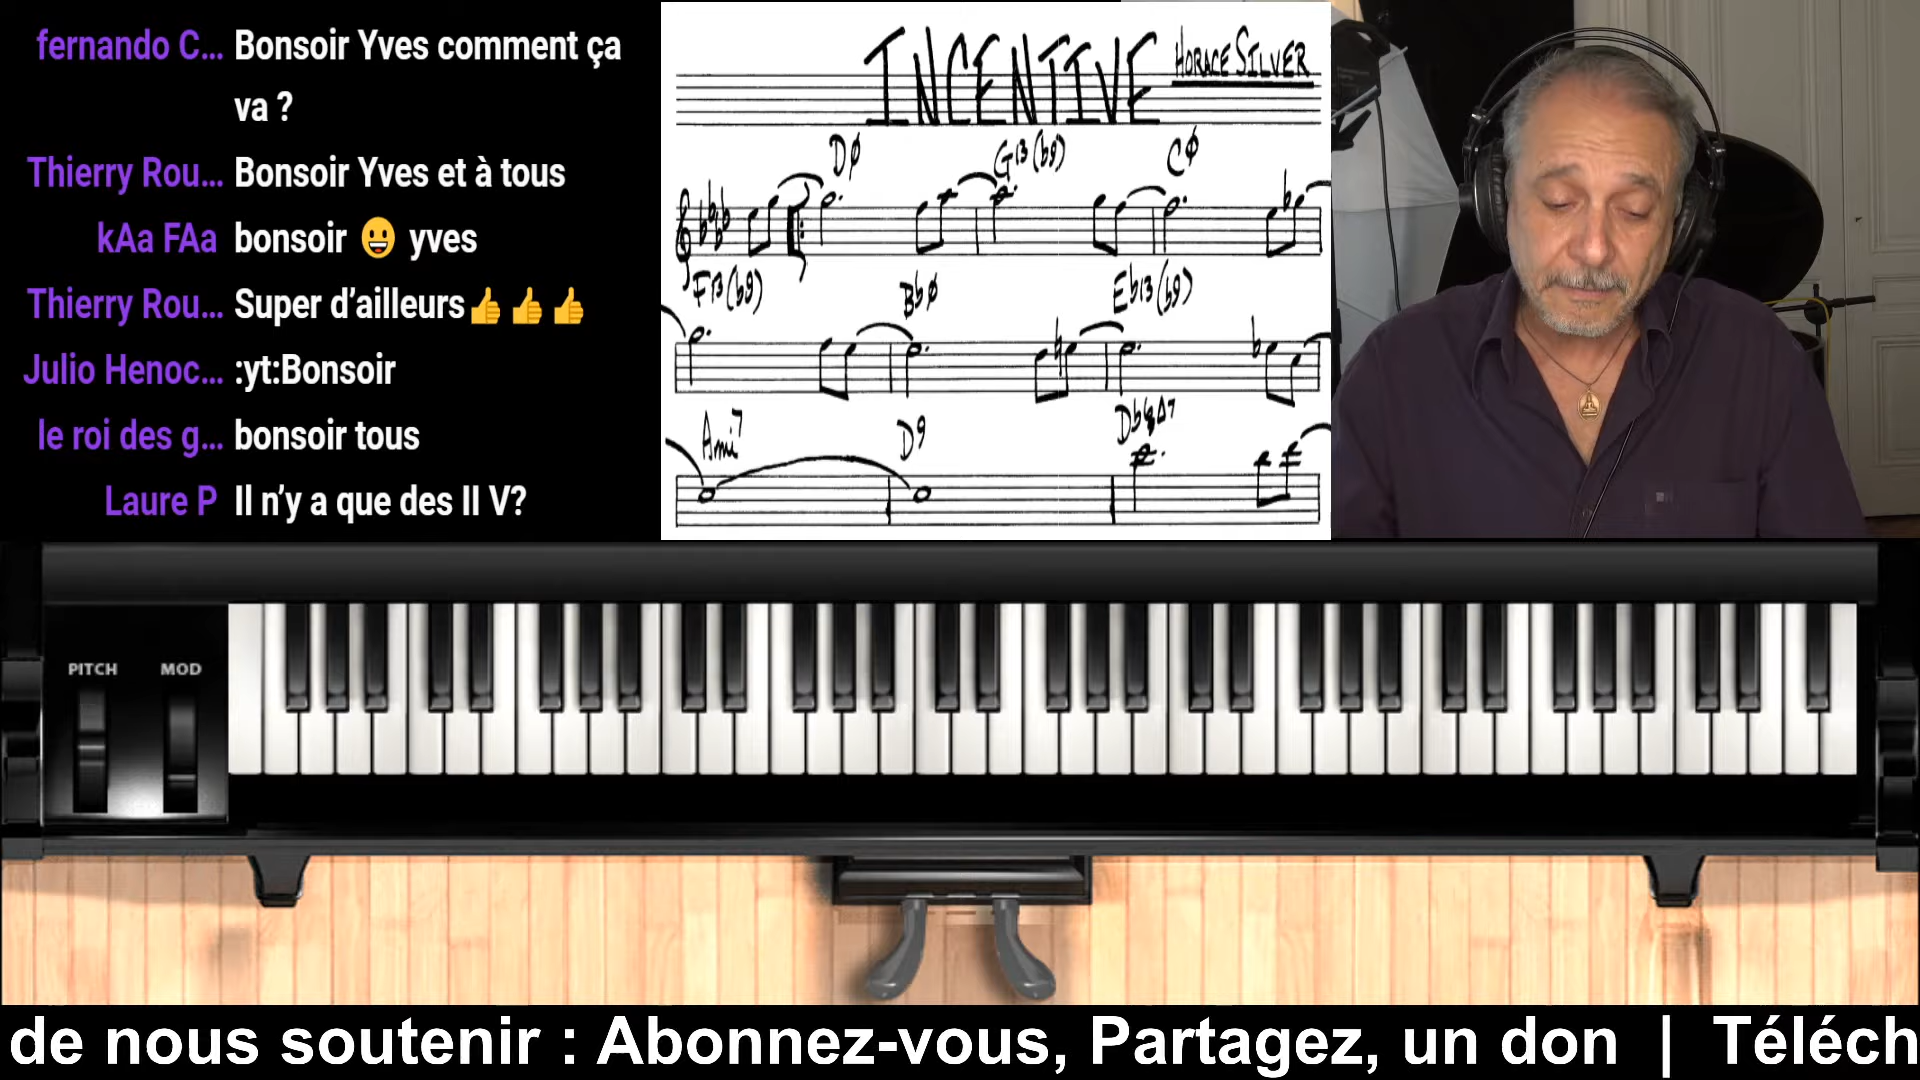 fernando C... Bonsoir Yves comment ça
va ?
Thierry Rou... Bonsoir Yves et à tous
kAa FAa bonsoir 😀 yves
Thierry Rou... Super d’ailleurs👍👍👍
Julio Henoc... :yt:Bonsoir
le roi des g... bonsoir tous
Laure P Il n’y a que des II V?
INCENTIVE HORACE SILVER
DØ G13(b9) CØ
F13(b9) BbØ Eb13(b9)
Ami7 D9
PITCH MOD
de nous soutenir : Abonnez-vous, Partagez, un don | Téléch